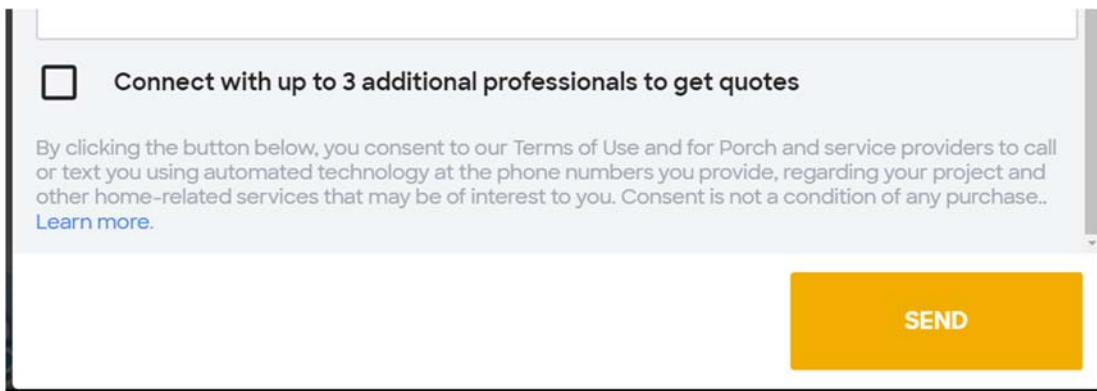 Connect with up to 3 additional professionals to get quotes
By clicking the button below, you consent to our Terms of Use and for Porch and service providers to call
or text you using automated technology at the phone numbers you provide, regarding your project and
other home-related services that may be of interest to you. Consent is not a condition of any purchase..
Learn more.
SEND